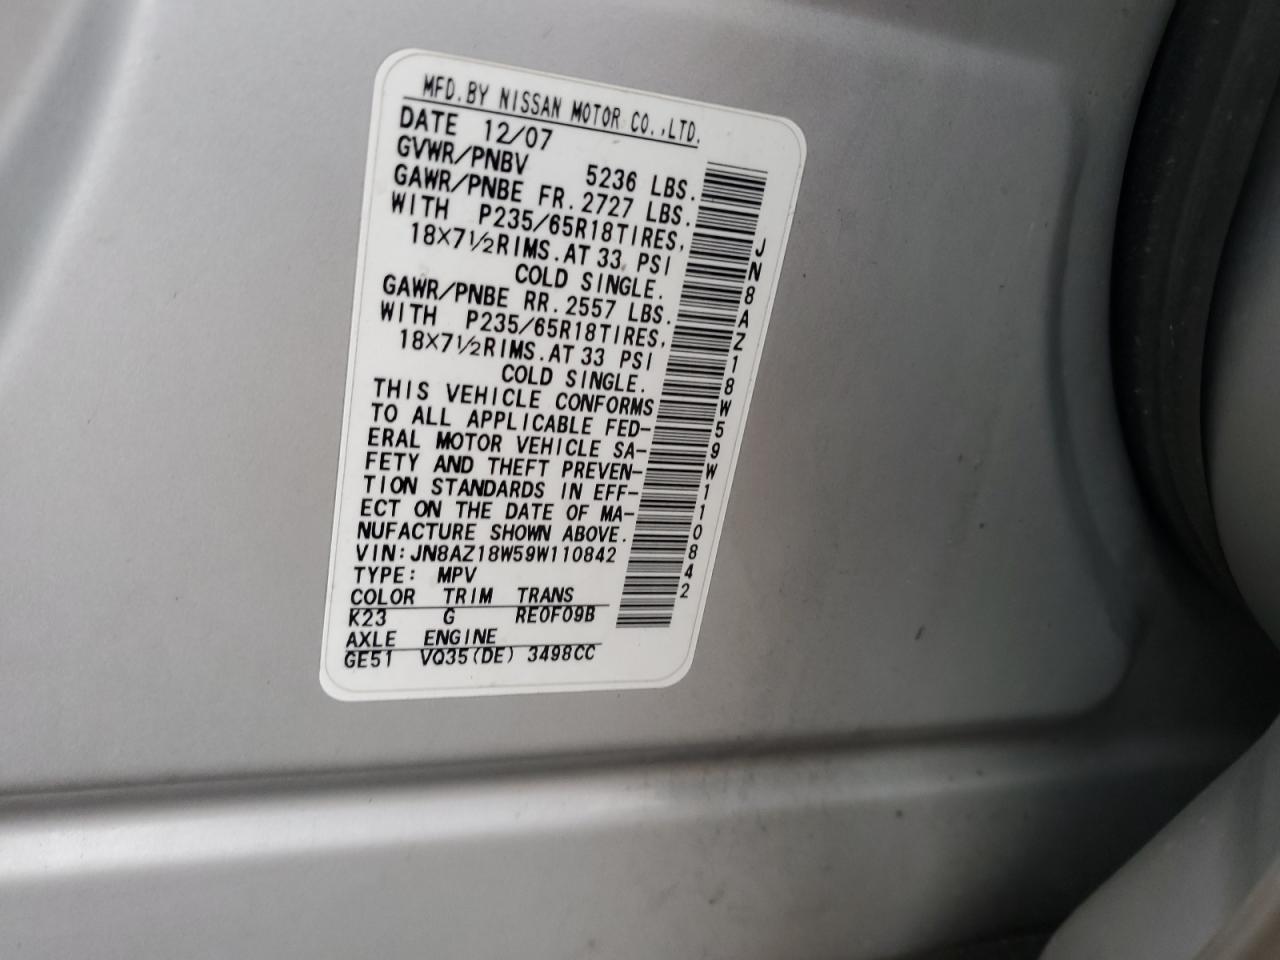 MFD.BY NISSAN MOTOR CO.,LTD.
DATE 12/07
GVWR/PNBV 5236 LBS.
GAWR/PNBE FR. 2727 LBS.
WITH P235/65R18TIRES,
18X7½RIMS.AT 33 PSI
COLD SINGLE.
GAWR/PNBE RR. 2557 LBS.
WITH P235/65R18TIRES,
18X7½RIMS.AT 33 PSI
COLD SINGLE.
THIS VEHICLE CONFORMS
TO ALL APPLICABLE FED-
ERAL MOTOR VEHICLE SA-
FETY AND THEFT PREVEN-
TION STANDARDS IN EFF-
ECT ON THE DATE OF MA-
NUFACTURE SHOWN ABOVE.
VIN:JN8AZ18W59W110842
TYPE: MPV
COLOR TRIM TRANS
K23 G RE0F09B
AXLE ENGINE
GE51 VQ35(DE) 3498CC
JN8AZ18W59W110842